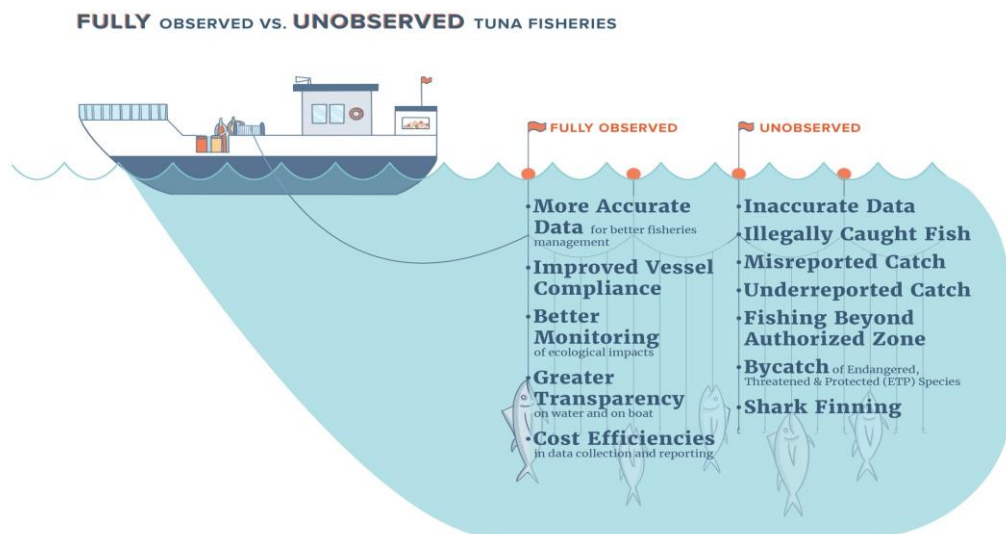 FULLY OBSERVED VS. UNOBSERVED TUNA FISHERIES
FULLY OBSERVED
•More Accurate
Data for better fisheries
management
•Improved Vessel
Compliance
•Better
Monitoring
of ecological impacts
•Greater
Transparency
on water and on boat
•Cost Efficiencies
in data collection and reporting
UNOBSERVED
•Inaccurate Data
•Illegally Caught Fish
•Misreported Catch
•Underreported Catch
•Fishing Beyond
Authorized Zone
•Bycatch of Endangered,
Threatened & Protected (ETP) Species
•Shark Finning